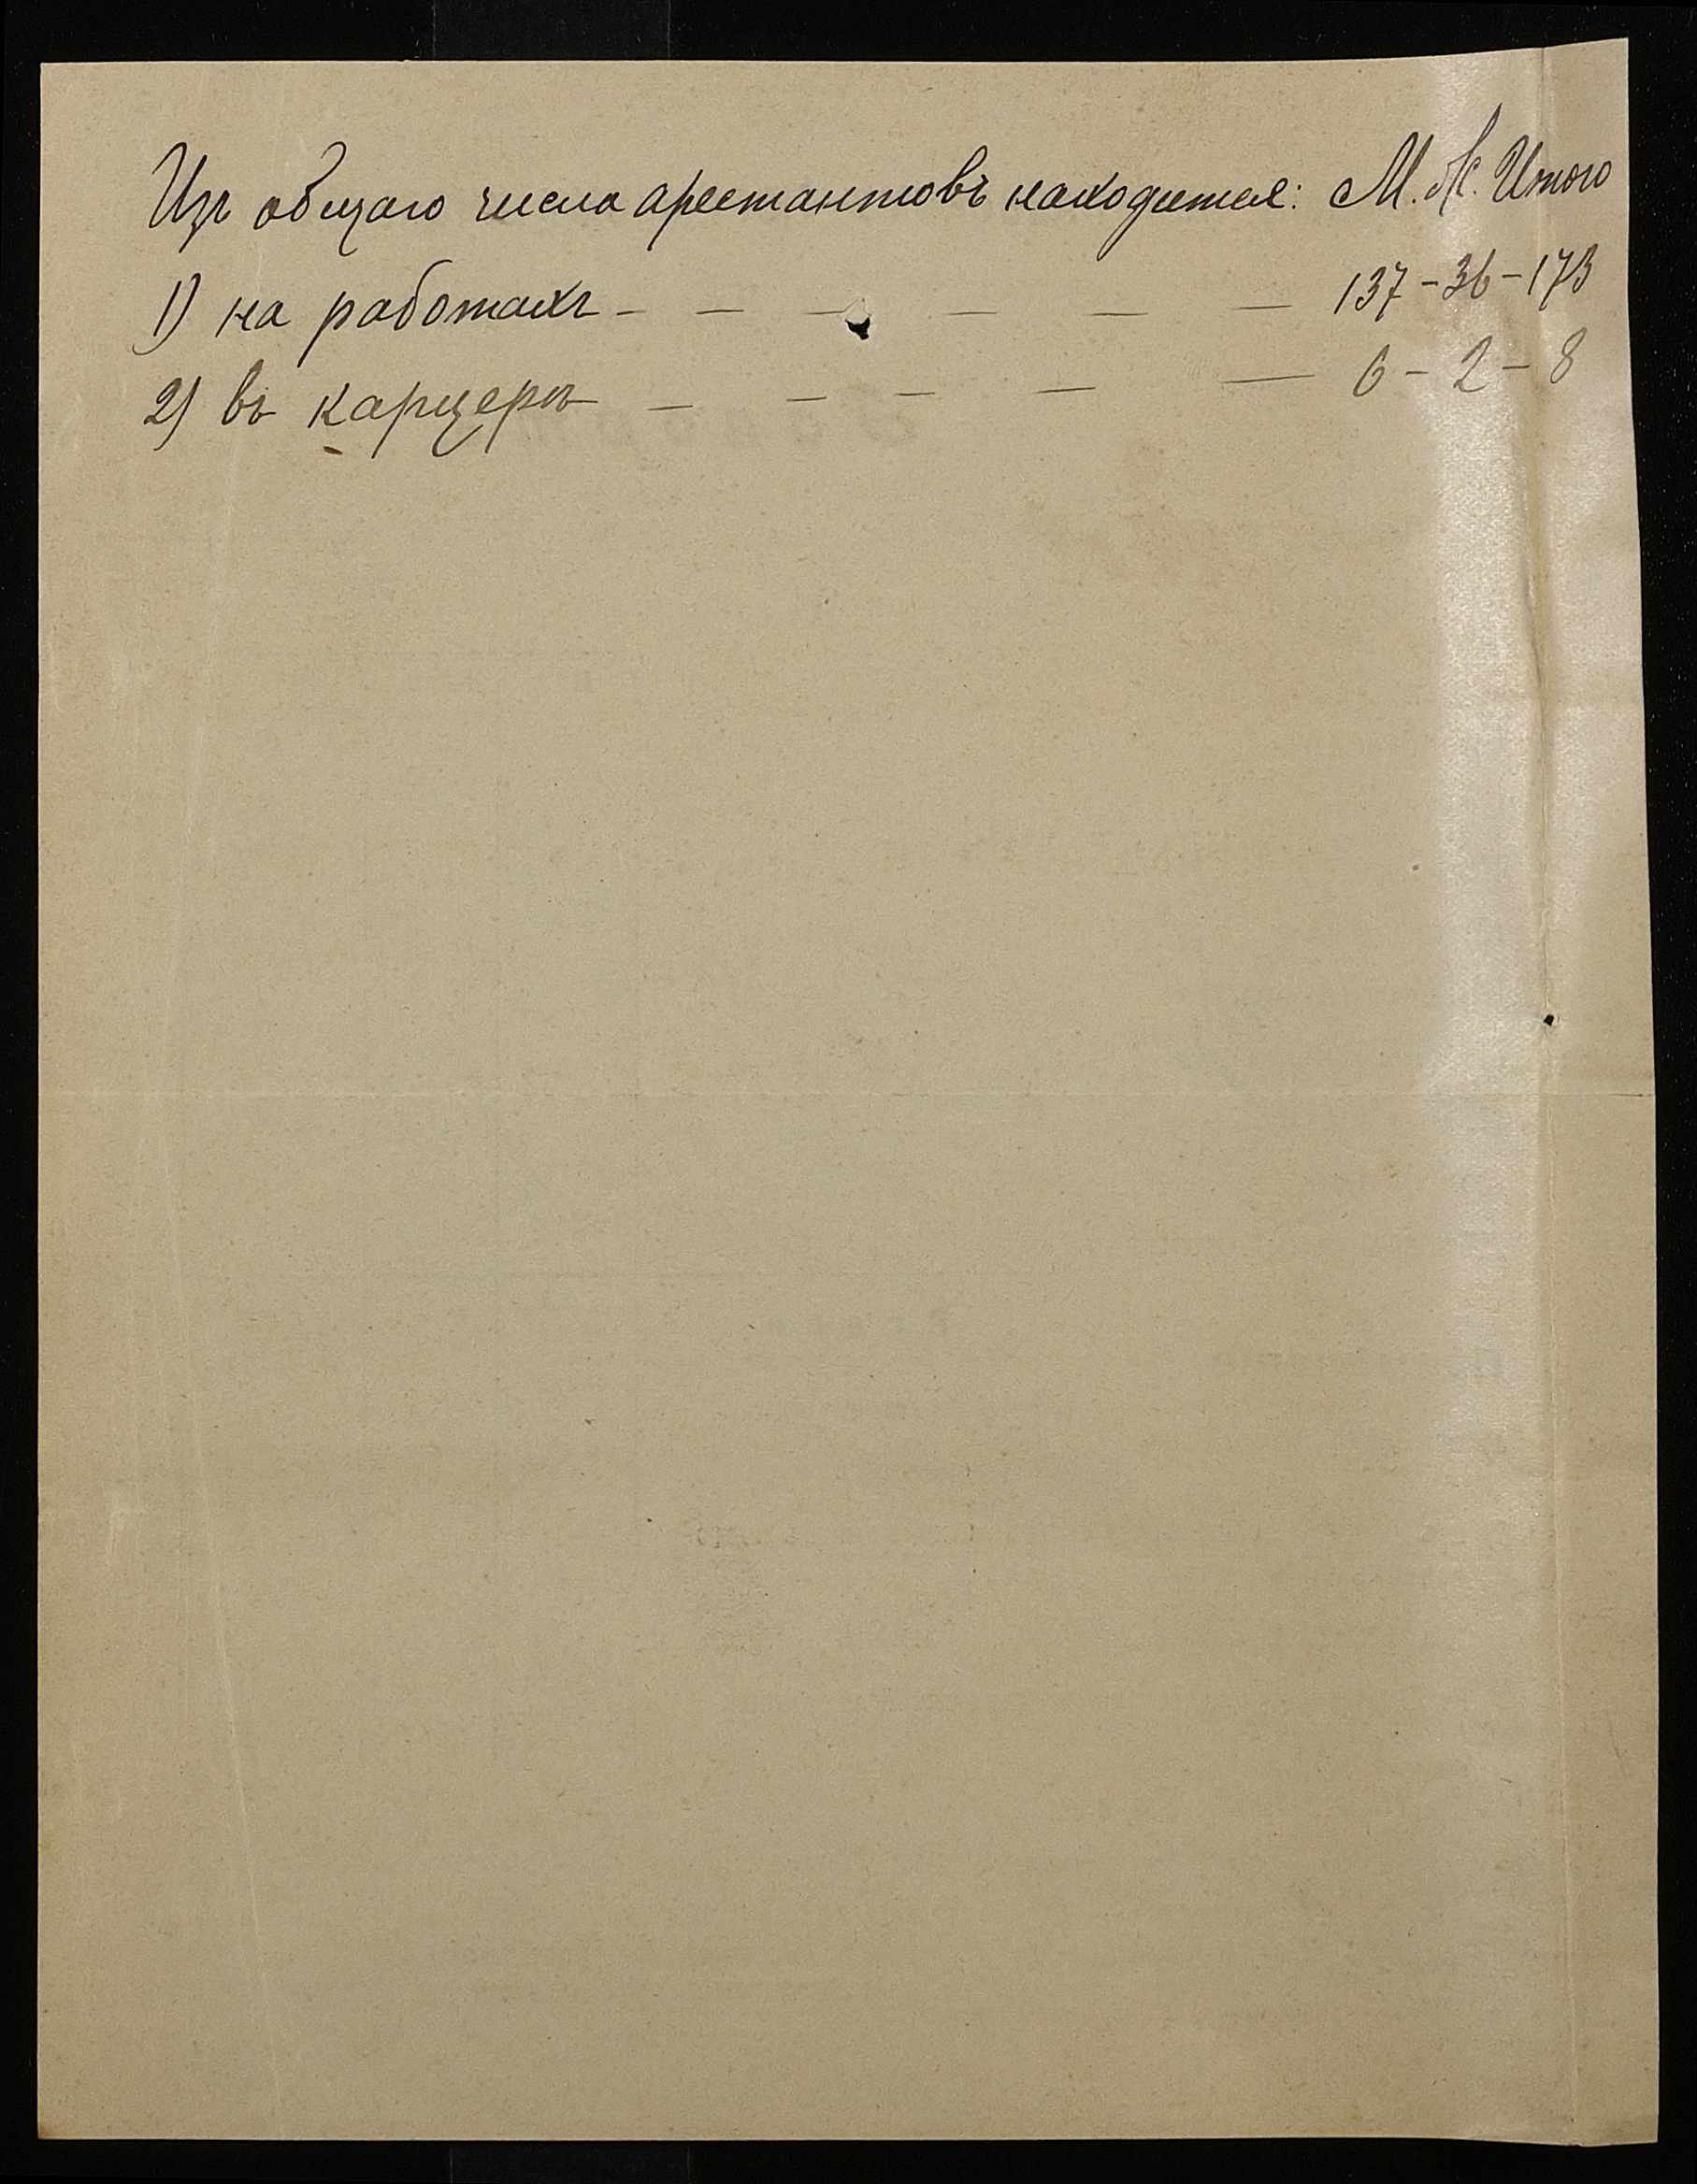 Изъ общаго числа арестантовъ находится: М. Ж. Итого
1) на работахъ — — — — — — 137 - 36 - 173
2) въ карцерѣ — — — — — 6 - 2 - 8